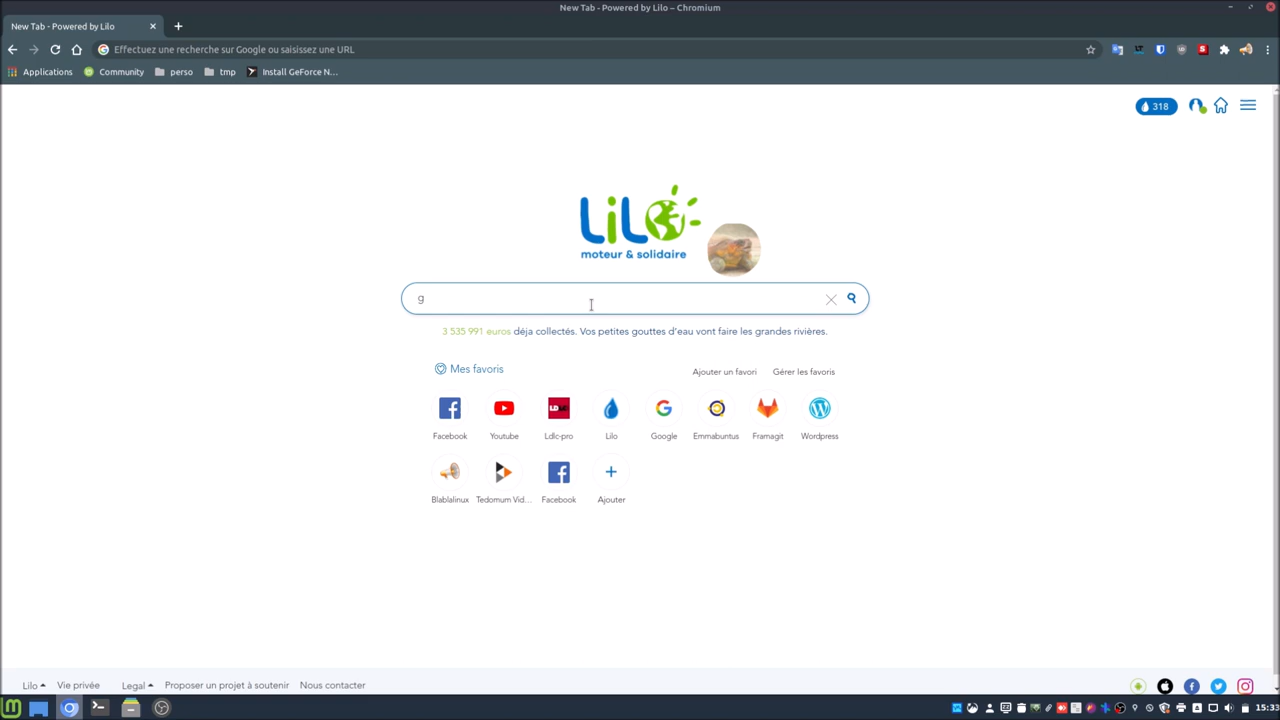 New Tab - Powered by Lilo – Chromium
New Tab - Powered by Lilo
Effectuez une recherche sur Google ou saisissez une URL
Applications
Community
perso
tmp
Install GeForce N...
318
LiLO
moteur & solidaire
g
3 535 991 euros déja collectés. Vos petites gouttes d'eau vont faire les grandes rivières.
Mes favoris
Ajouter un favori
Gérer les favoris
LDLC
Facebook
Youtube
Ldlc-pro
Lilo
Google
Emmabuntus
Framagit
Wordpress
Blablalinux
Tedomum Vid...
Facebook
Ajouter
Lilo
Vie privée
Legal
Proposer un projet à soutenir
Nous contacter
15:33